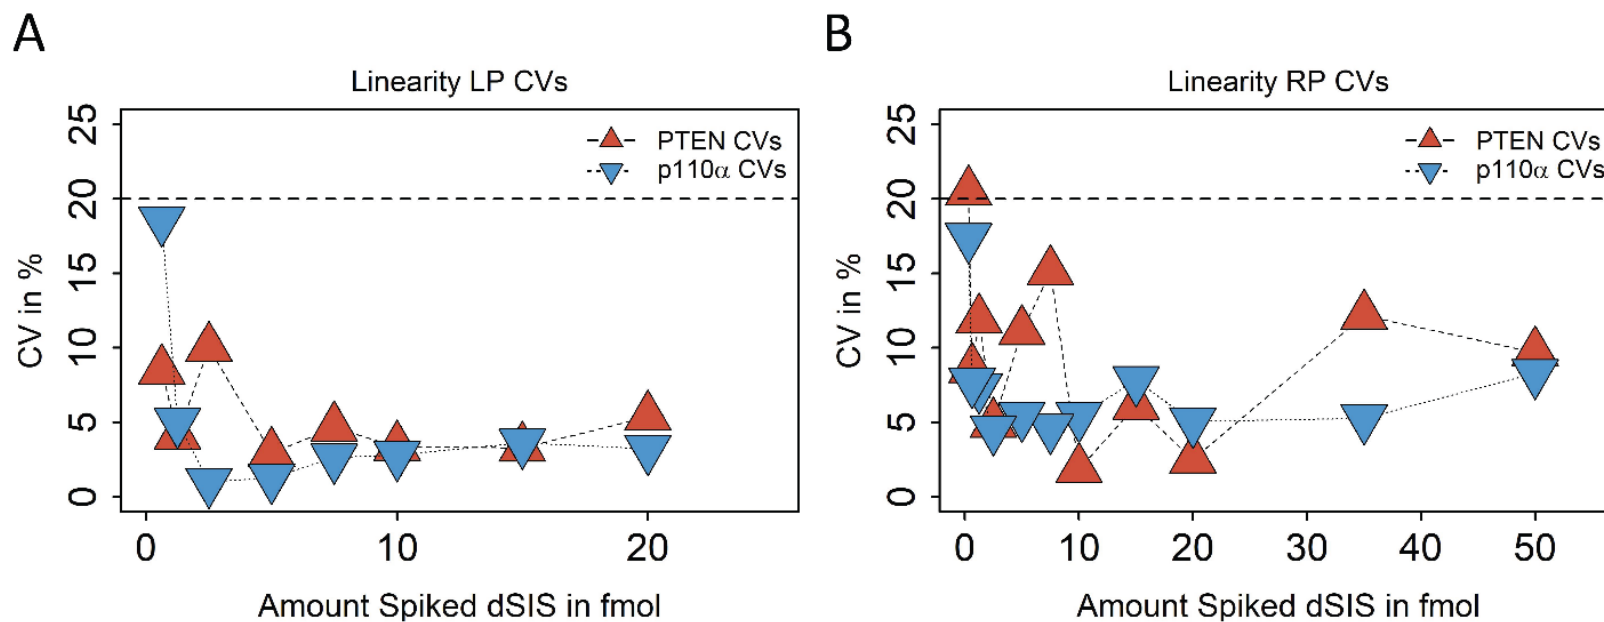 A
Linearity LP CVs
CV in %
25
20
15
10
5
0
PTEN CVs
p110α CVs
0 10 20
Amount Spiked dSIS in fmol
B
Linearity RP CVs
CV in %
25
20
15
10
5
0
PTEN CVs
p110α CVs
0 10 20 30 40 50
Amount Spiked dSIS in fmol